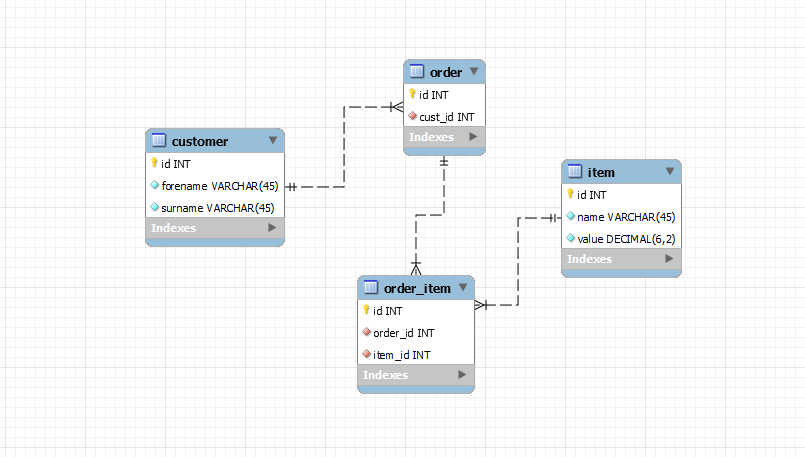 order
id INT
cust_id INT
Indexes
customer
id INT
forename VARCHAR(45)
surname VARCHAR(45)
Indexes
item
id INT
name VARCHAR(45)
value DECIMAL(6,2)
Indexes
order_item
id INT
order_id INT
item_id INT
Indexes